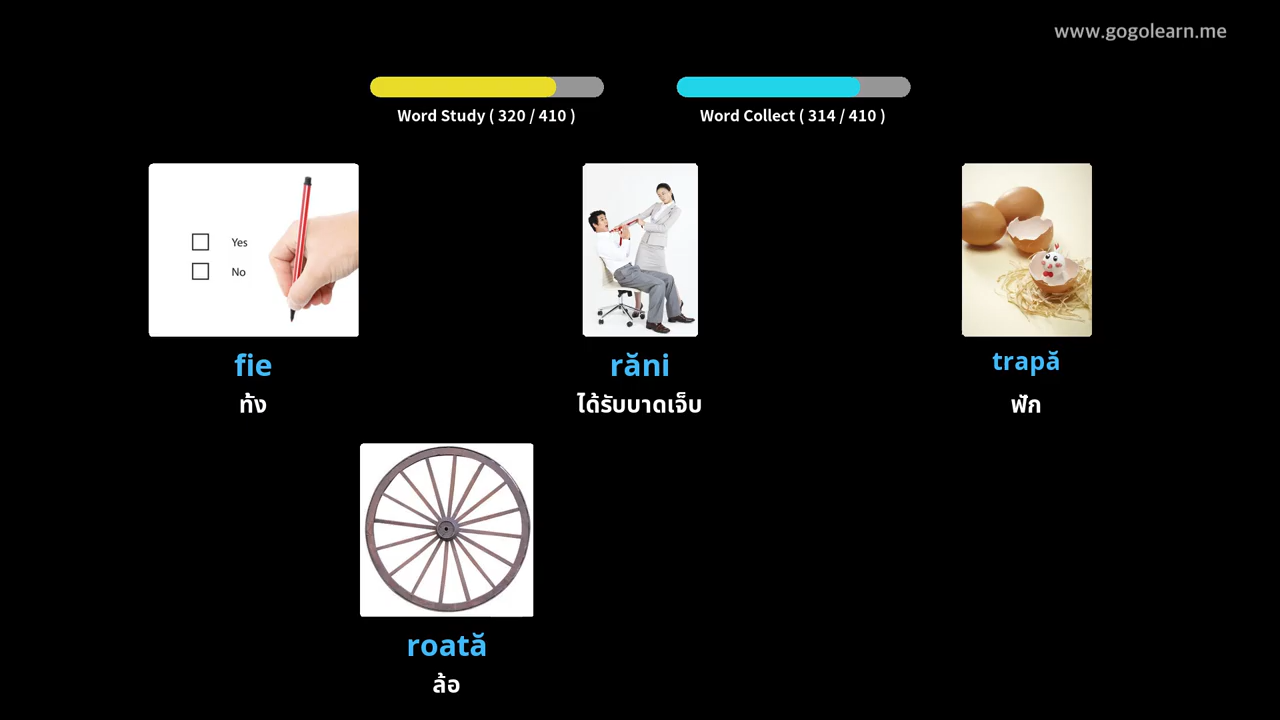 www.gogolearn.me
Word Study ( 320 / 410 )
Word Collect ( 314 / 410 )
Yes
No
fie
răni
trapă
ทั้ง
ได้รับบาดเจ็บ
ฟัก
roată
ล้อ